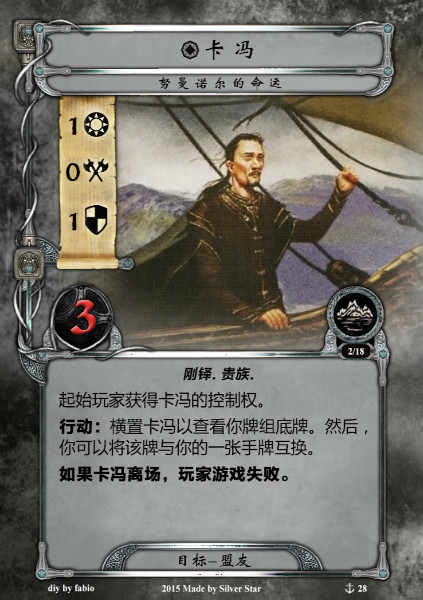 卡冯
努曼诺尔的命运
1
0
1
3
2/18
刚铎. 贵族.
起始玩家获得卡冯的控制权。
行动：横置卡冯以查看你牌组底牌。然后，
你可以将该牌与你的一张手牌互换。
如果卡冯离场，玩家游戏失败。
目标–盟友
diy by fabio
2015 Made by Silver Star
28